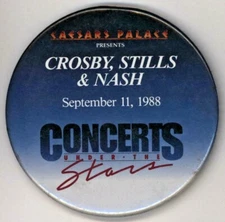 CAESARS PALACE
PRESENTS
CROSBY, STILLS
& NASH
September 11, 1988
CONCERTS
UNDER·THE
Stars